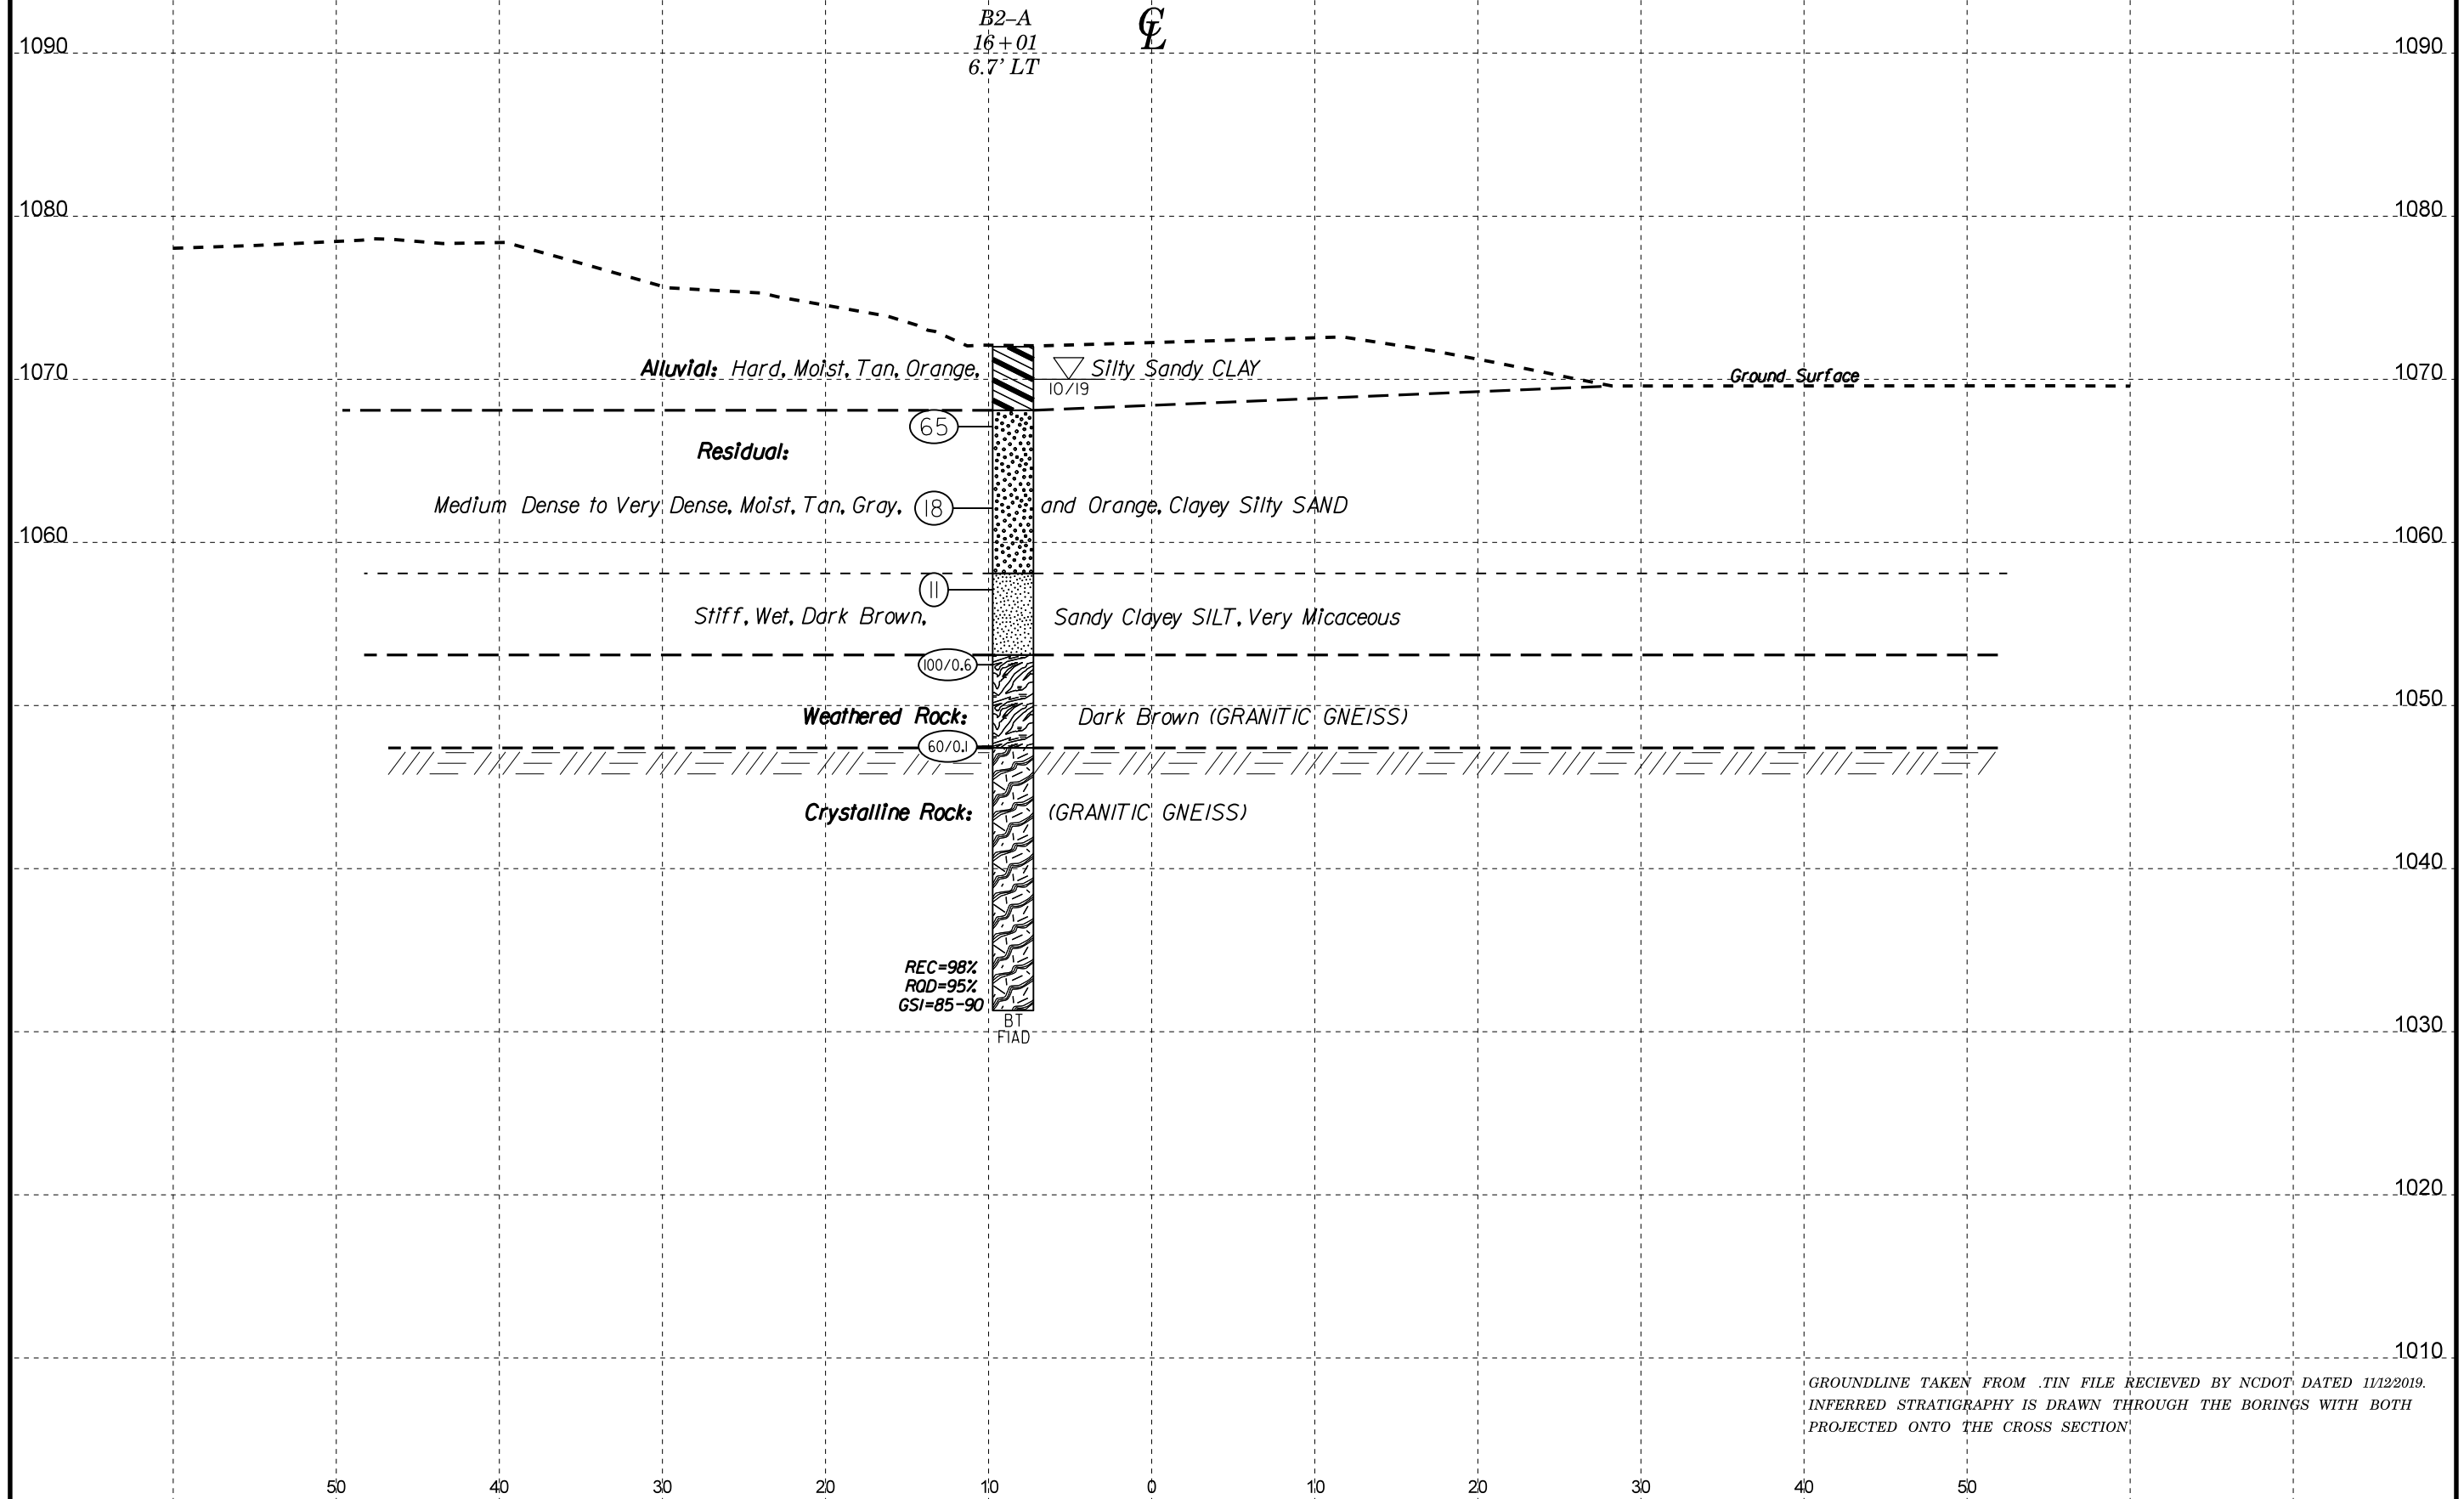 B2–A
16+01
6.7' LT
℄
1090 1090
1080 1080
Alluvial: Hard, Moist, Tan, Orange, Silty Sandy CLAY
10/19
1070 1070
Ground Surface
65
Residual:
Medium Dense to Very Dense, Moist, Tan, Gray, 18 and Orange, Clayey Silty SAND
1060 1060
11
Stiff, Wet, Dark Brown, Sandy Clayey SILT, Very Micaceous
100/0.6
1050
Weathered Rock: Dark Brown (GRANITIC GNEISS)
60/0.1
Crystalline Rock: (GRANITIC GNEISS)
1040
REC=98%
RQD=95%
GSI=85-90
BT
FIAD
1030
1020
1010
GROUNDLINE TAKEN FROM .TIN FILE RECIEVED BY NCDOT DATED 11/12/2019.
INFERRED STRATIGRAPHY IS DRAWN THROUGH THE BORINGS WITH BOTH
PROJECTED ONTO THE CROSS SECTION
50 40 30 20 10 0 10 20 30 40 50